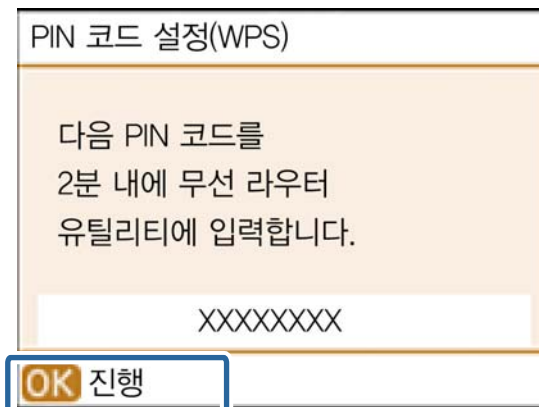 PIN 코드 설정(WPS)
다음 PIN 코드를
2분 내에 무선 라우터
유틸리티에 입력합니다.
XXXXXXXX
OK 진행